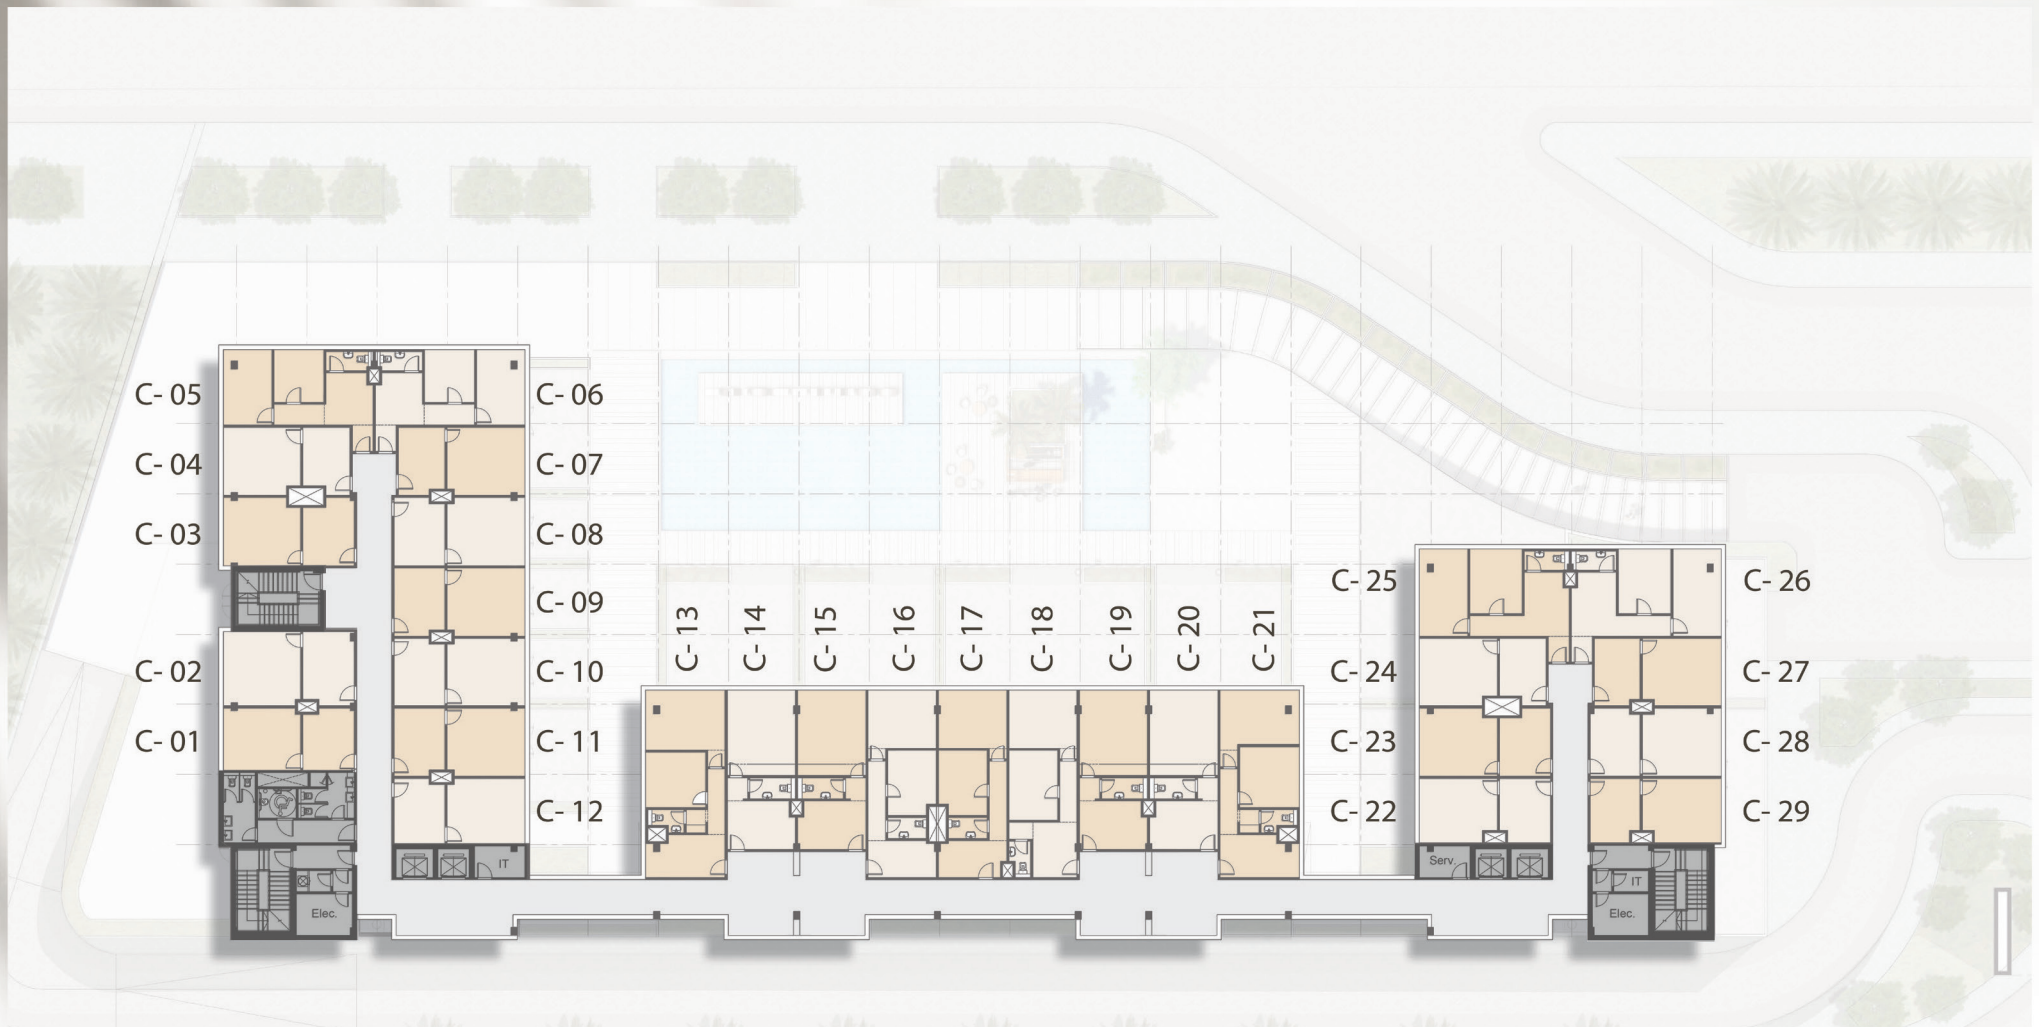 C- 05
C- 06
C- 04
C- 07
C- 03
C- 08
C- 09
C- 02
C- 10
C- 01
C- 11
C- 12
IT
Elec.
C- 13
C- 14
C- 15
C- 16
C- 17
C- 18
C- 19
C- 20
C- 21
C- 25
C- 26
C- 24
C- 27
C- 23
C- 28
C- 22
C- 29
Serv.
IT
Elec.